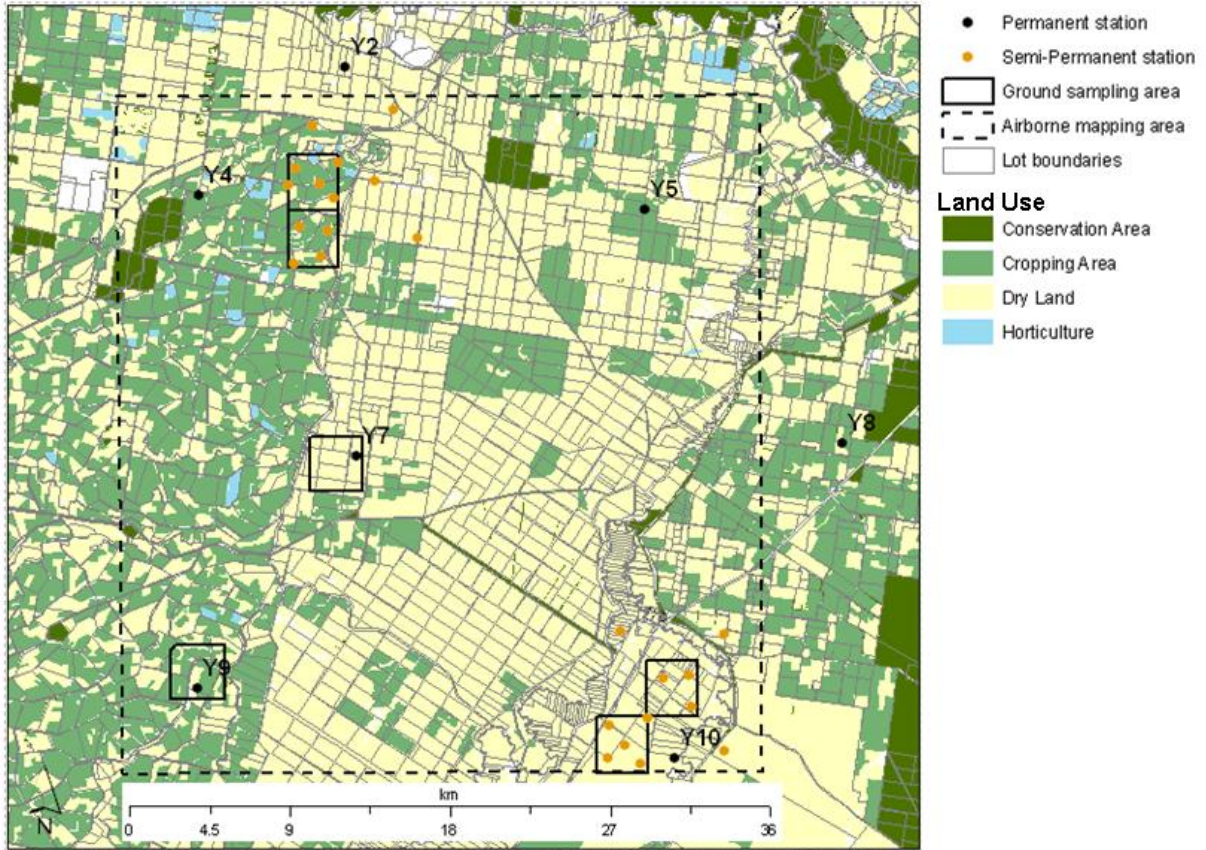 Y2
Y4
Y5
Y7
Y8
Y9
Y10
N
km
0 4.5 9 18 27 36
Permanent station
Semi-Permanent station
Ground sampling area
Airborne mapping area
Lot boundaries
Land Use
Conservation Area
Cropping Area
Dry Land
Horticulture